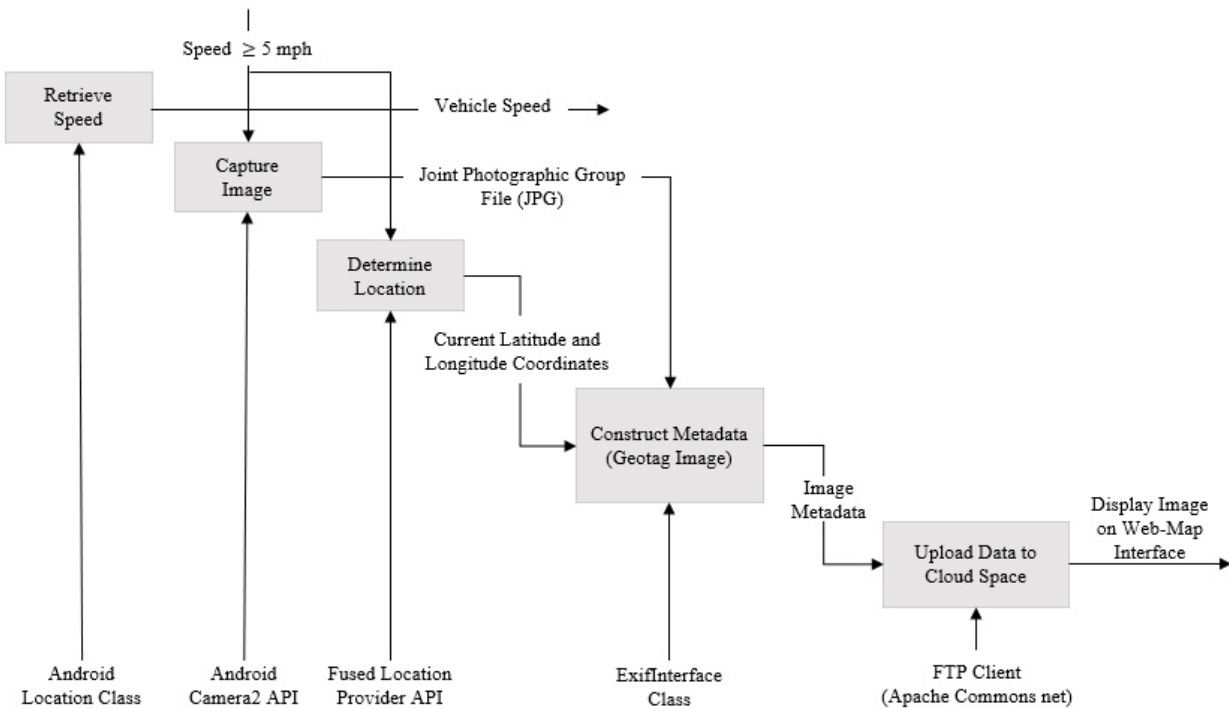 Speed ≥ 5 mph
Retrieve
Speed
Vehicle Speed
Capture
Image
Joint Photographic Group
File (JPG)
Determine
Location
Current Latitude and
Longitude Coordinates
Construct Metadata
(Geotag Image)
Image
Metadata
Display Image
on Web-Map
Interface
Upload Data to
Cloud Space
Android
Location Class
Android
Camera2 API
Fused Location
Provider API
ExifInterface
Class
FTP Client
(Apache Commons net)